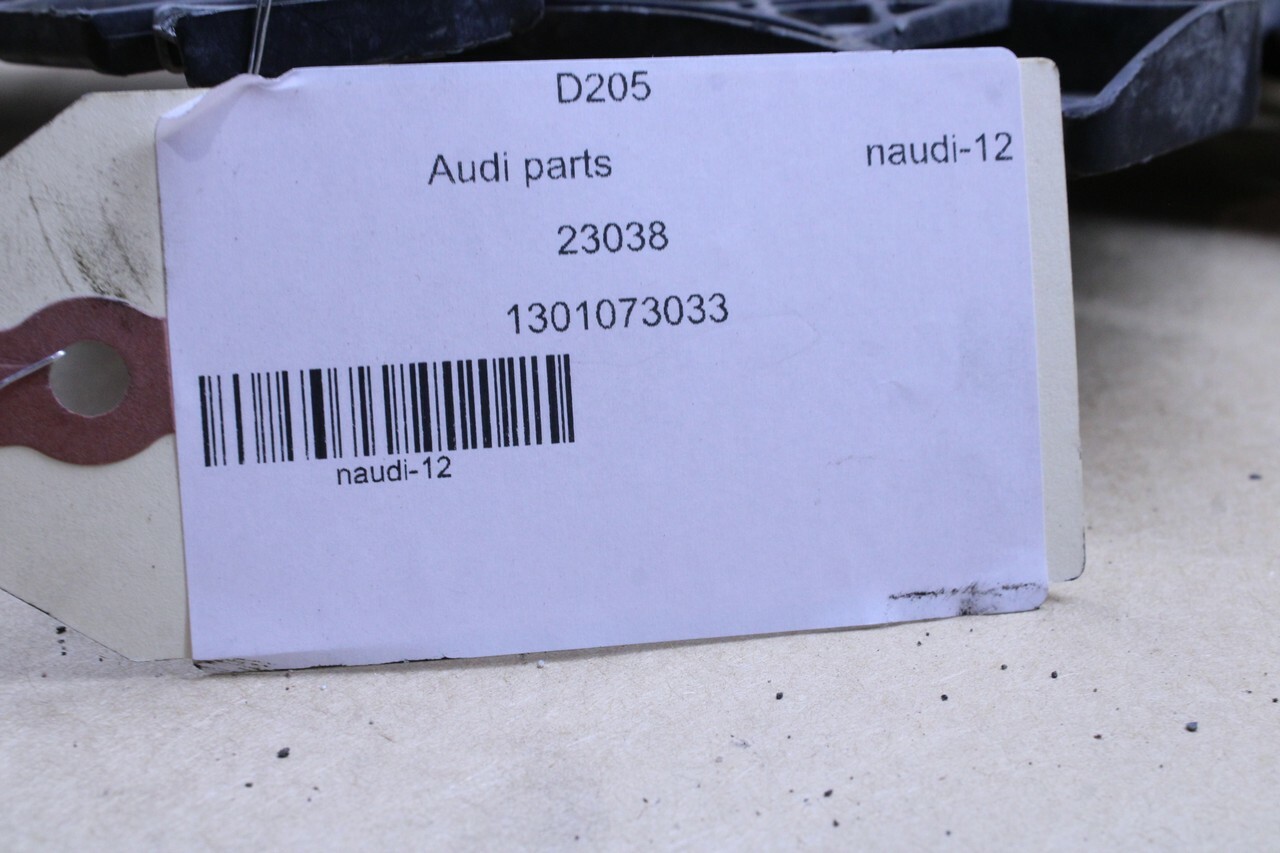 D205
Audi parts naudi-12
23038
1301073033
naudi-12